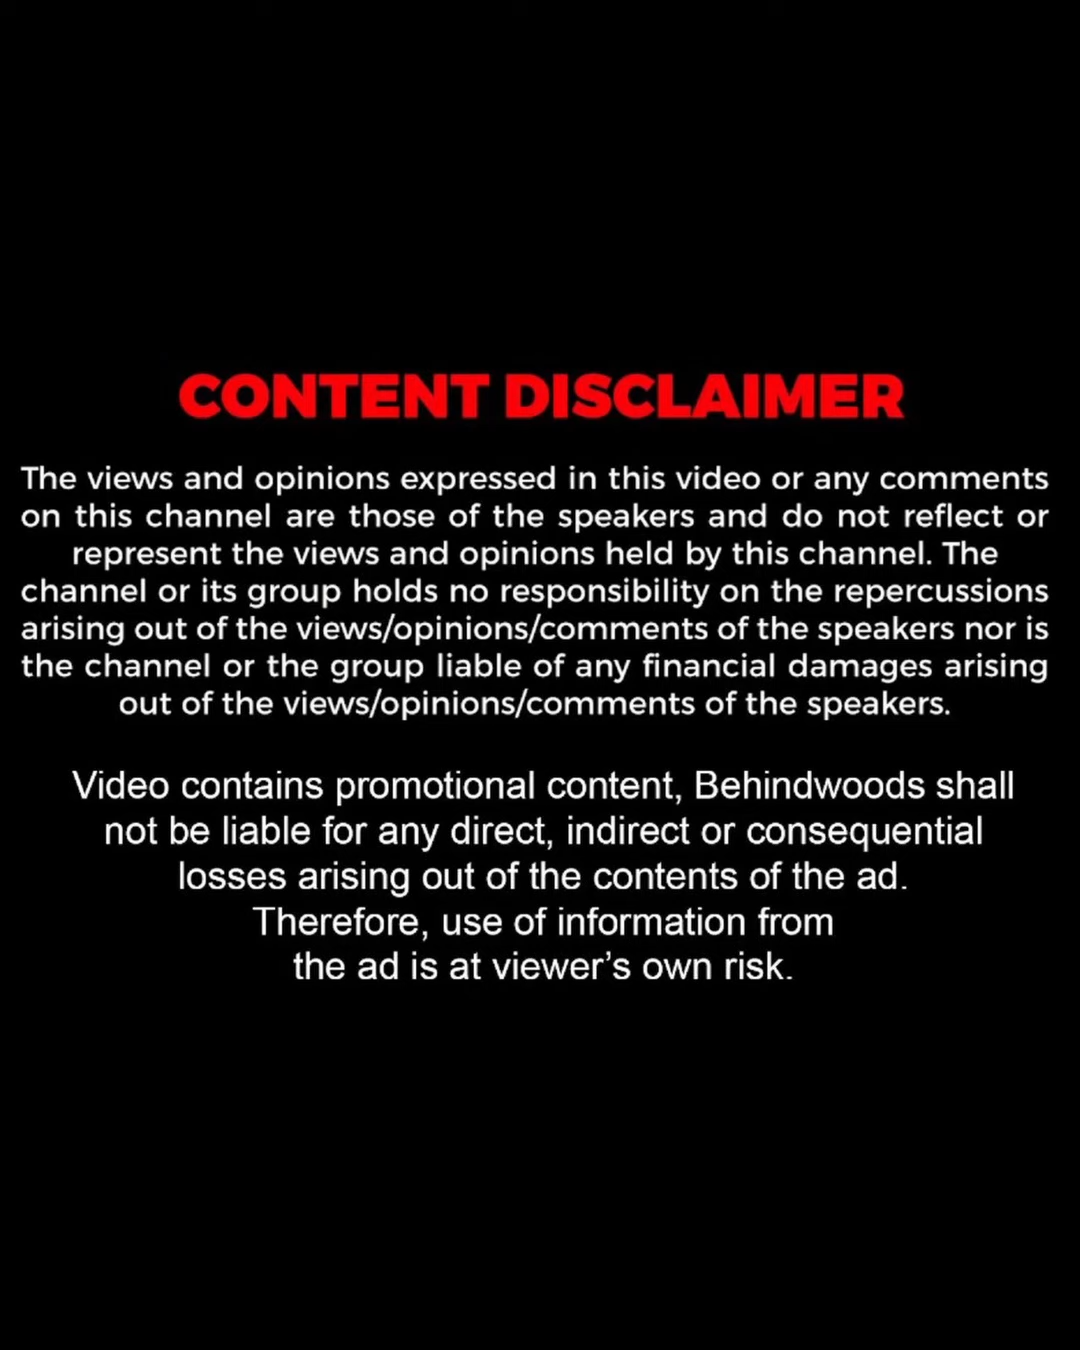 CONTENT DISCLAIMER
The views and opinions expressed in this video or any comments
on this channel are those of the speakers and do not reflect or
represent the views and opinions held by this channel. The
channel or its group holds no responsibility on the repercussions
arising out of the views/opinions/comments of the speakers nor is
the channel or the group liable of any financial damages arising
out of the views/opinions/comments of the speakers.
Video contains promotional content, Behindwoods shall
not be liable for any direct, indirect or consequential
losses arising out of the contents of the ad.
Therefore, use of information from
the ad is at viewer’s own risk.